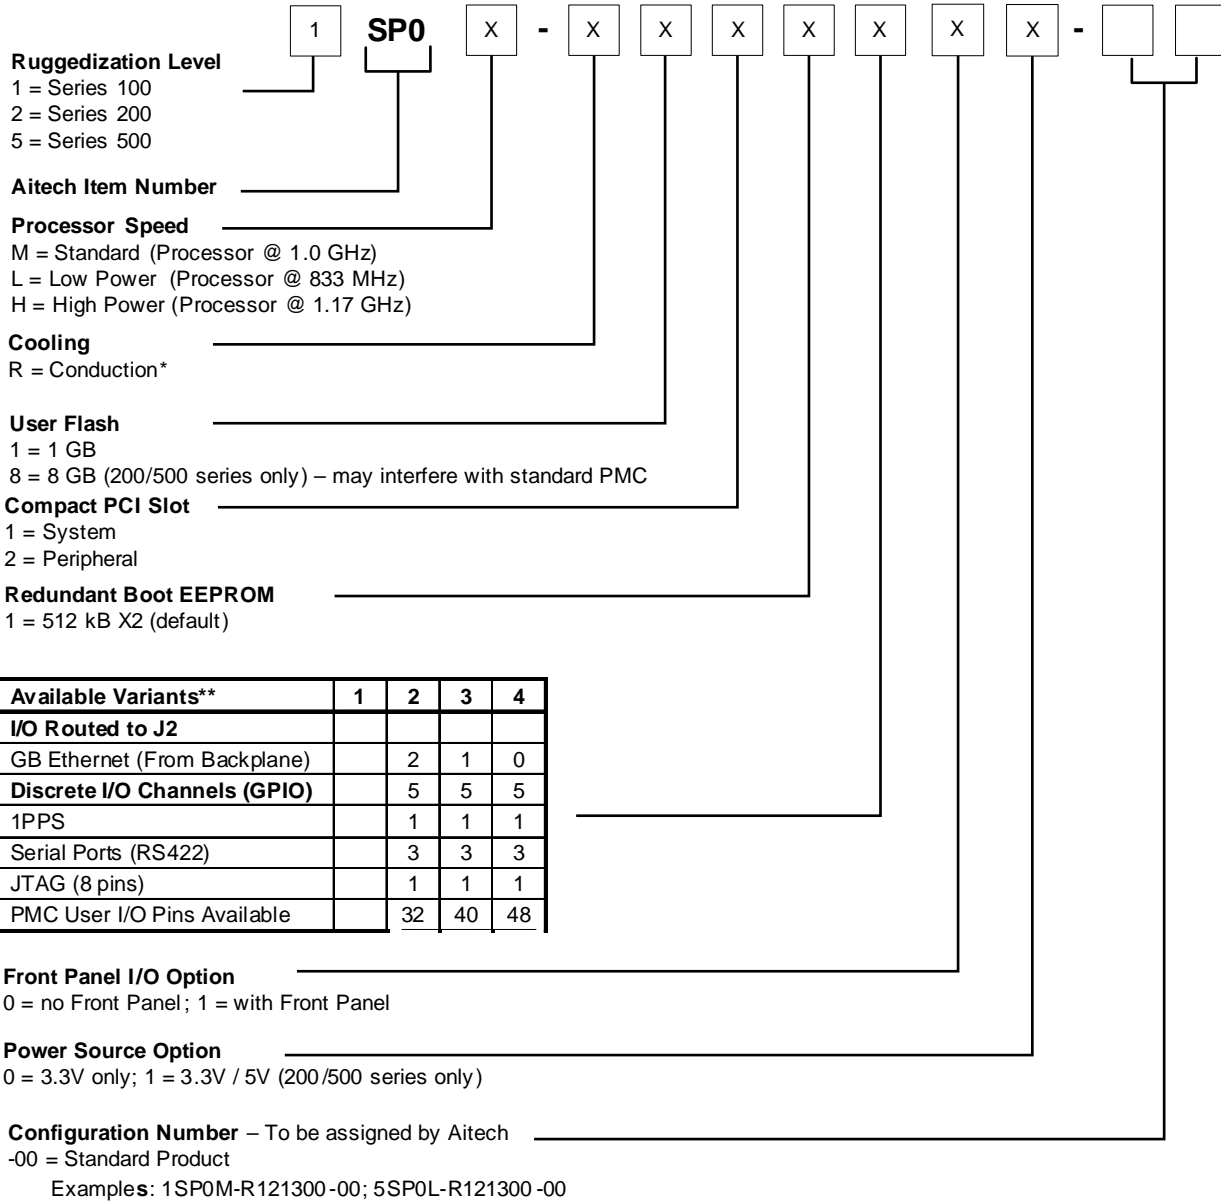 1 SP0 X - X X X X X X X -
Ruggedization Level
1 = Series 100
2 = Series 200
5 = Series 500
Aitech Item Number
Processor Speed
M = Standard (Processor @ 1.0 GHz)
L = Low Power (Processor @ 833 MHz)
H = High Power (Processor @ 1.17 GHz)
Cooling
R = Conduction*
User Flash
1 = 1 GB
8 = 8 GB (200/500 series only) – may interfere with standard PMC
Compact PCI Slot
1 = System
2 = Peripheral
Redundant Boot EEPROM
1 = 512 kB X2 (default)
Available Variants** 1 2 3 4
I/O Routed to J2
GB Ethernet (From Backplane) 2 1 0
Discrete I/O Channels (GPIO) 5 5 5
1PPS 1 1 1
Serial Ports (RS422) 3 3 3
JTAG (8 pins) 1 1 1
PMC User I/O Pins Available 32 40 48
Front Panel I/O Option
0 = no Front Panel; 1 = with Front Panel
Power Source Option
0 = 3.3V only; 1 = 3.3V / 5V (200/500 series only)
Configuration Number – To be assigned by Aitech
-00 = Standard Product
Examples: 1SP0M-R121300-00; 5SP0L-R121300-00